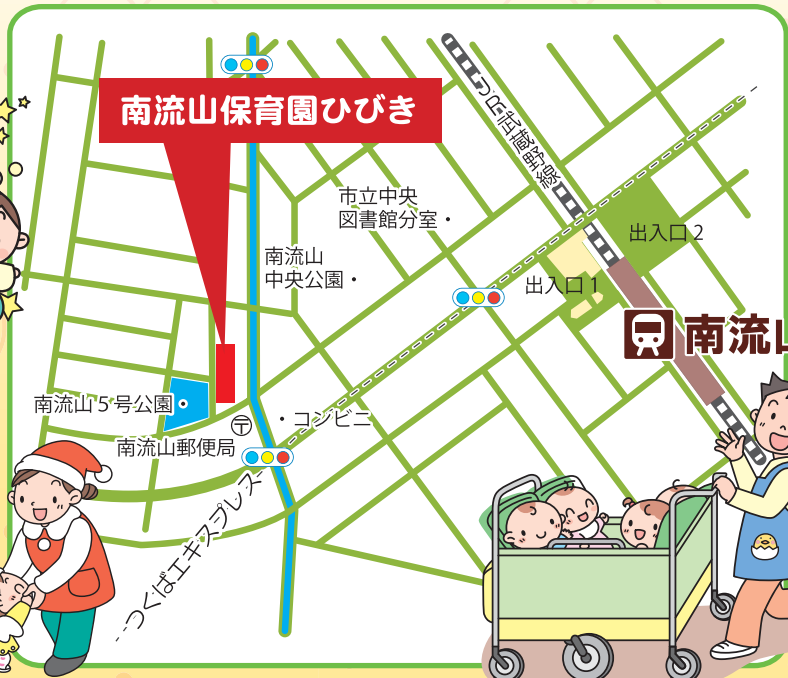 南流山保育園ひびき
JR武蔵野線
市立中央
図書館分室・
出入口2
南流山
中央公園・
出入口1
南流山
南流山5号公園
・コンビニ
南流山郵便局
つくばエキスプレス